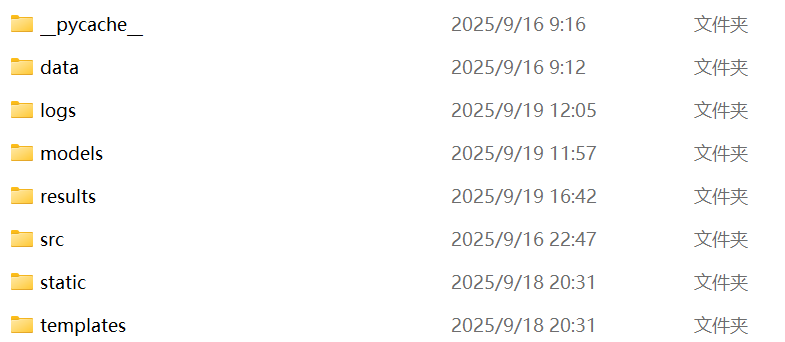 __pycache__ 2025/9/16 9:16 文件夹
data 2025/9/16 9:12 文件夹
logs 2025/9/19 12:05 文件夹
models 2025/9/19 11:57 文件夹
results 2025/9/19 16:42 文件夹
src 2025/9/16 22:47 文件夹
static 2025/9/18 20:31 文件夹
templates 2025/9/18 20:31 文件夹